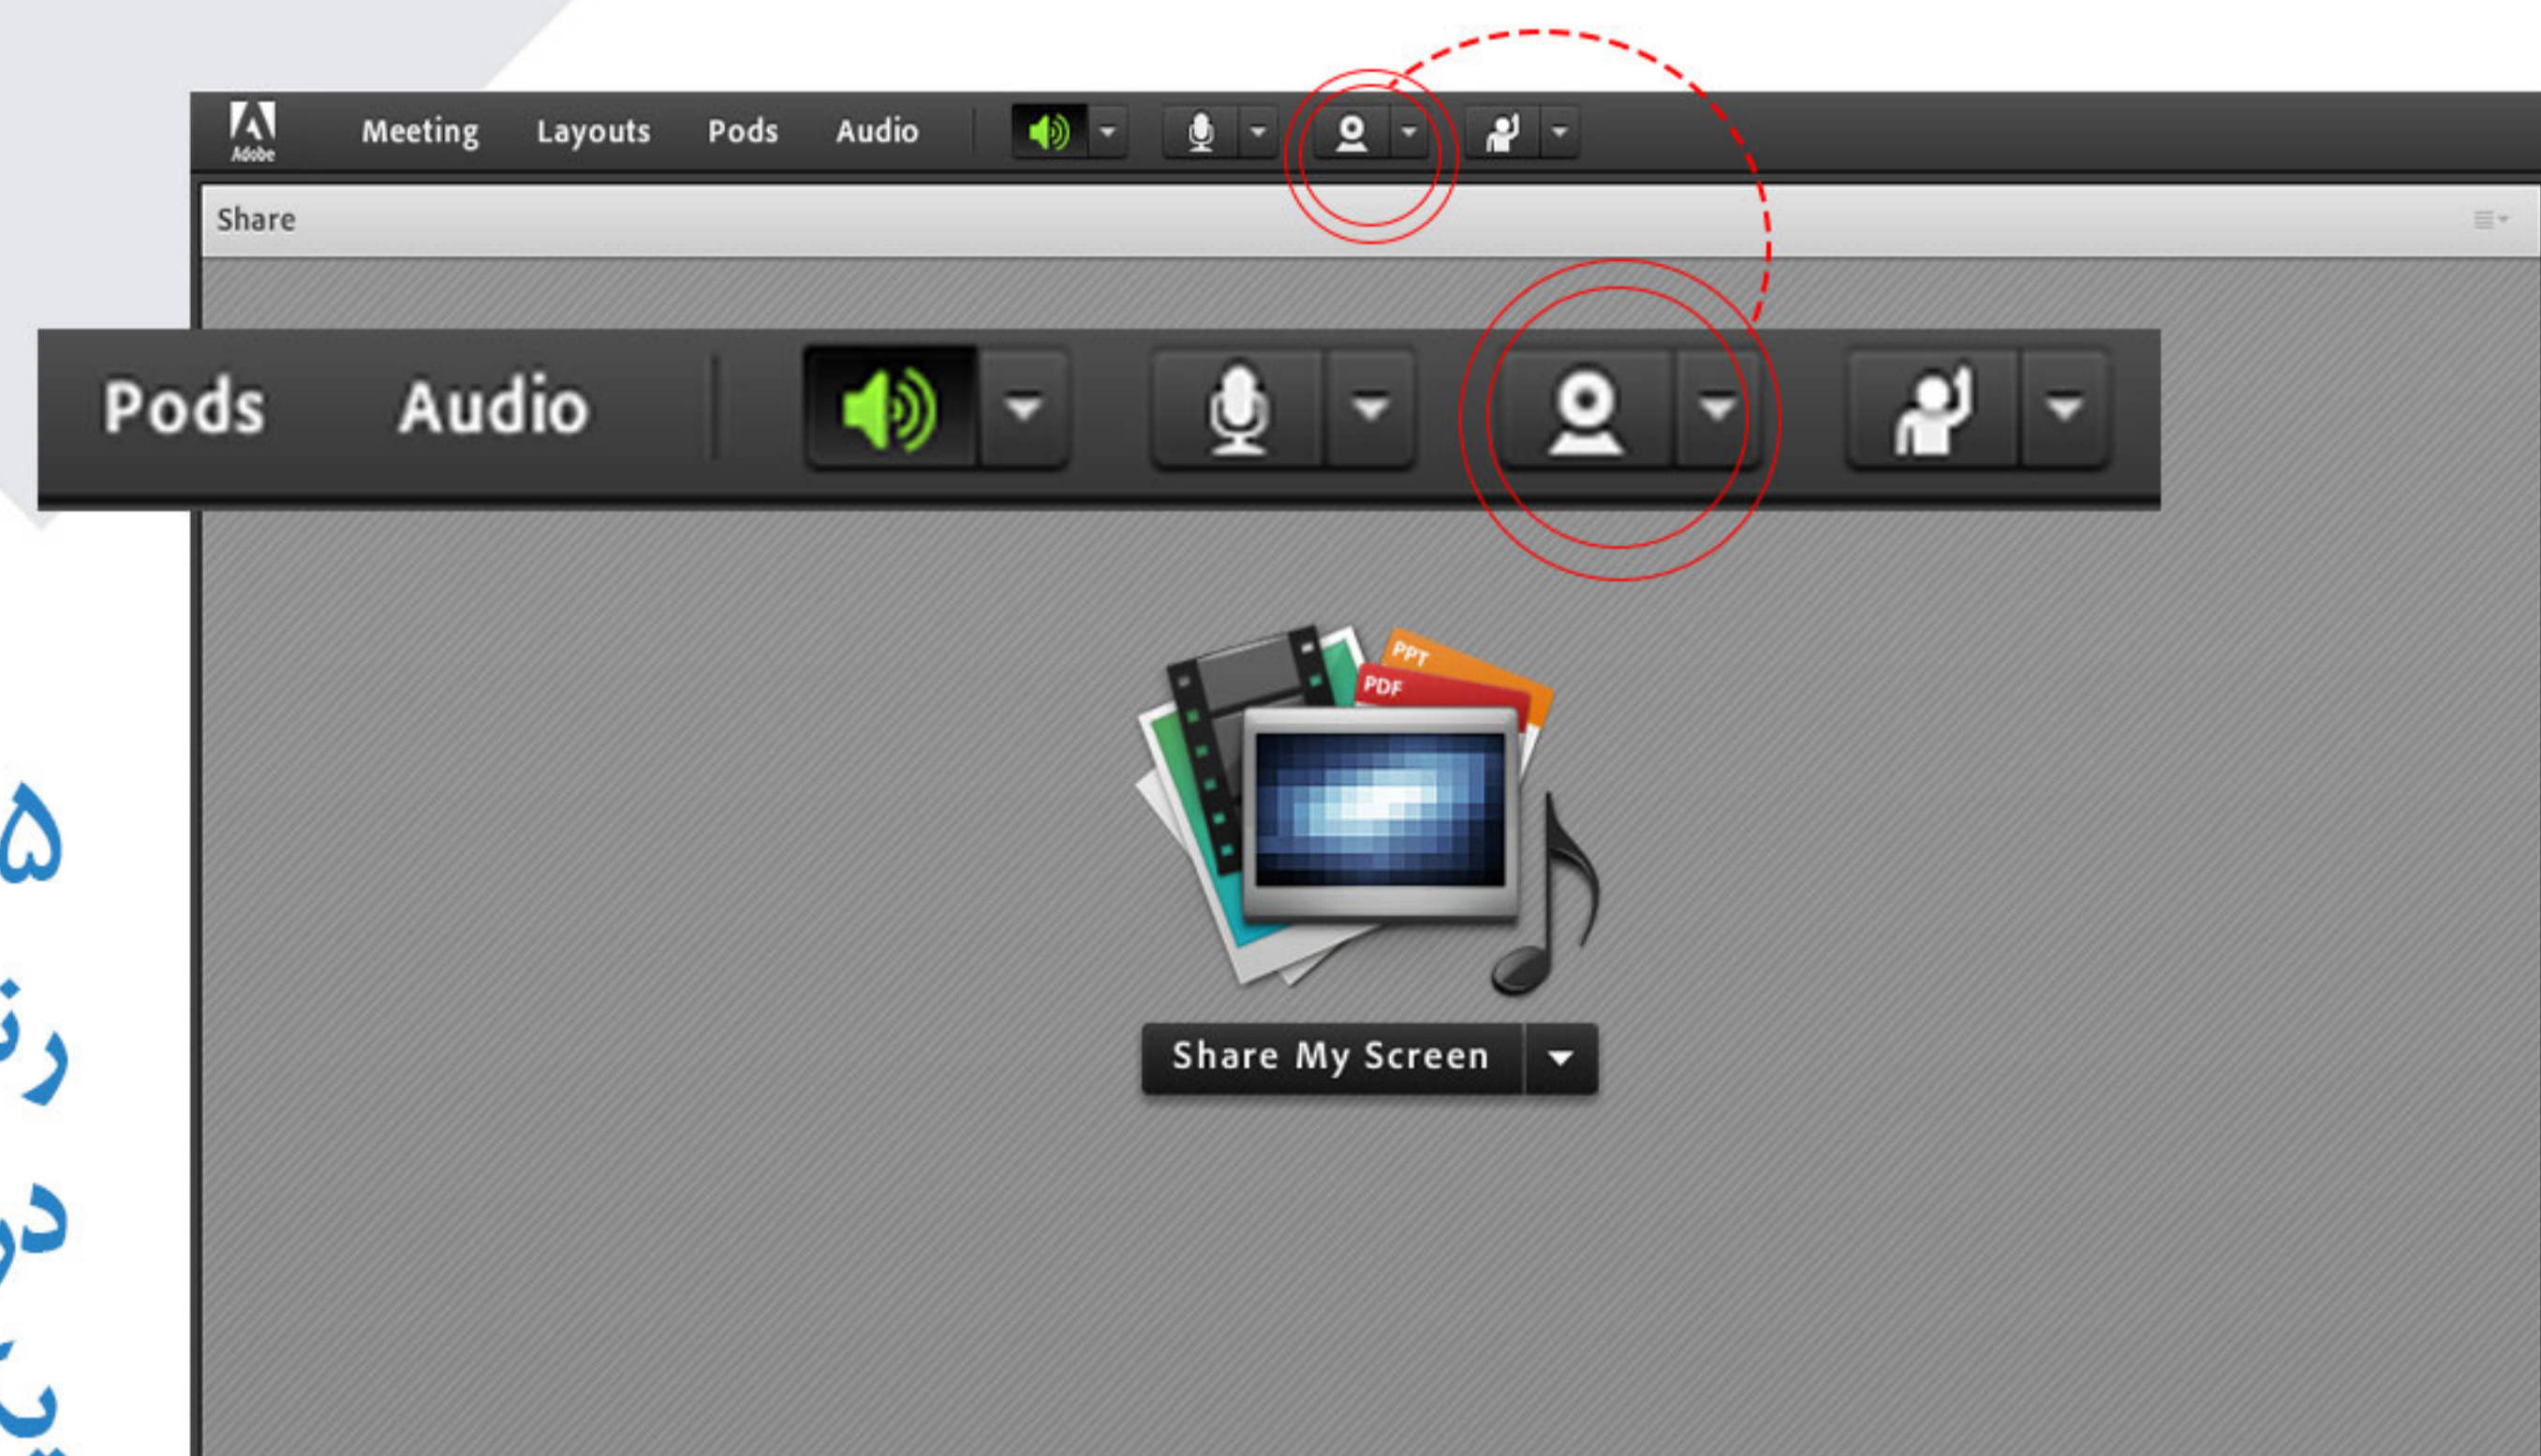 Adobe
Meeting Layouts Pods Audio
Share
Pods Audio
PPT
PDF
Share My Screen
۵